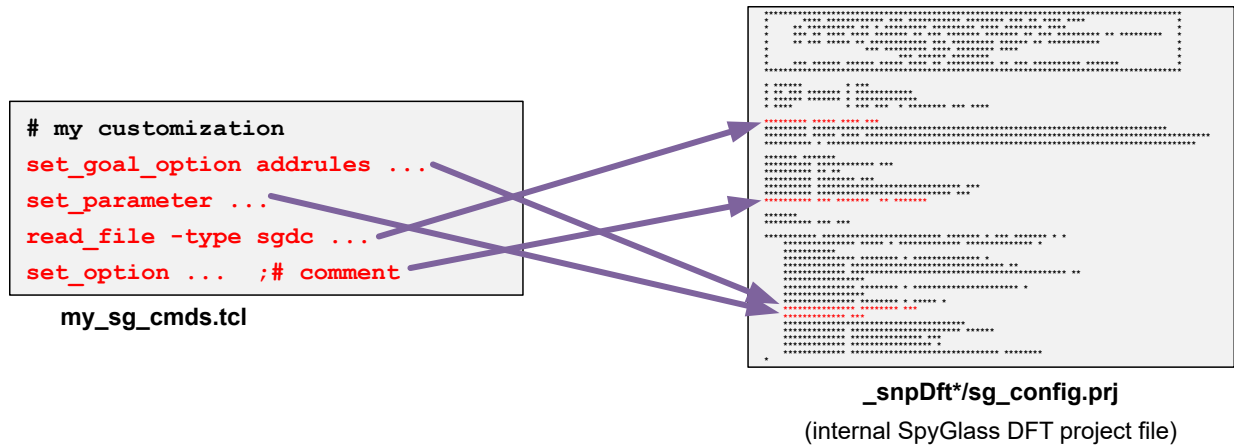 # my customization
set_goal_option addrules ...
set_parameter ...
read_file -type sgdc ...
set_option ...  ;# comment
my_sg_cmds.tcl
_snpDft*/sg_config.prj
(internal SpyGlass DFT project file)